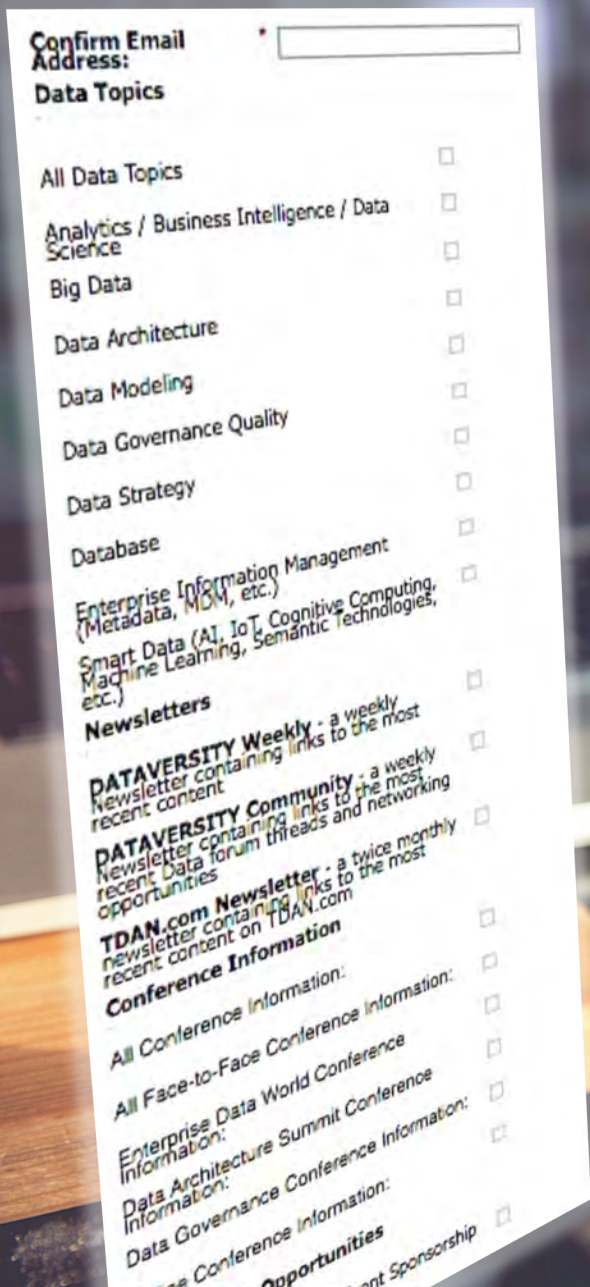 Confirm Email *
Address:
Data Topics
All Data Topics
Analytics / Business Intelligence / Data
Science
Big Data
Data Architecture
Data Modeling
Data Governance Quality
Data Strategy
Database
Enterprise Information Management
(Metadata, MDM, etc.)
Smart Data (AI, IoT, Cognitive Computing,
Machine Learning, Semantic Technologies,
etc.)
Newsletters
DATAVERSITY Weekly - a weekly
Newsletter containing links to the most
recent content
DATAVERSITY Community - a weekly
Newsletter containing links to the most
recent Data forum threads and networking
opportunities
TDAN.com Newsletter - a twice monthly
newsletter containing links to the most
recent content on TDAN.com
Conference Information
All Conference Information:
All Face-to-Face Conference Information:
Enterprise Data World Conference
Information:
Data Architecture Summit Conference
Information:
Data Governance Conference Information:
Conference Information:
Opportunities
Sponsorship